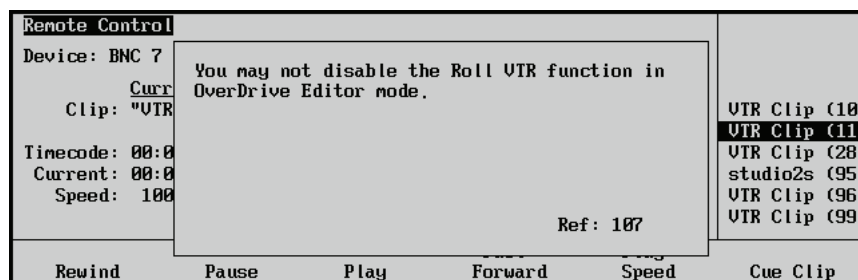 Remote Control
Device: BNC 7
You may not disable the Roll VTR function in
OverDrive Editor mode.
Curr
Clip: "VTR
VTR Clip (10
VTR Clip (11
Timecode: 00:0
VTR Clip (28
Current: 00:0
studio2s (95
Speed: 100
VTR Clip (96
Ref: 107
VTR Clip (99
Rewind Pause Play Forward Speed Cue Clip